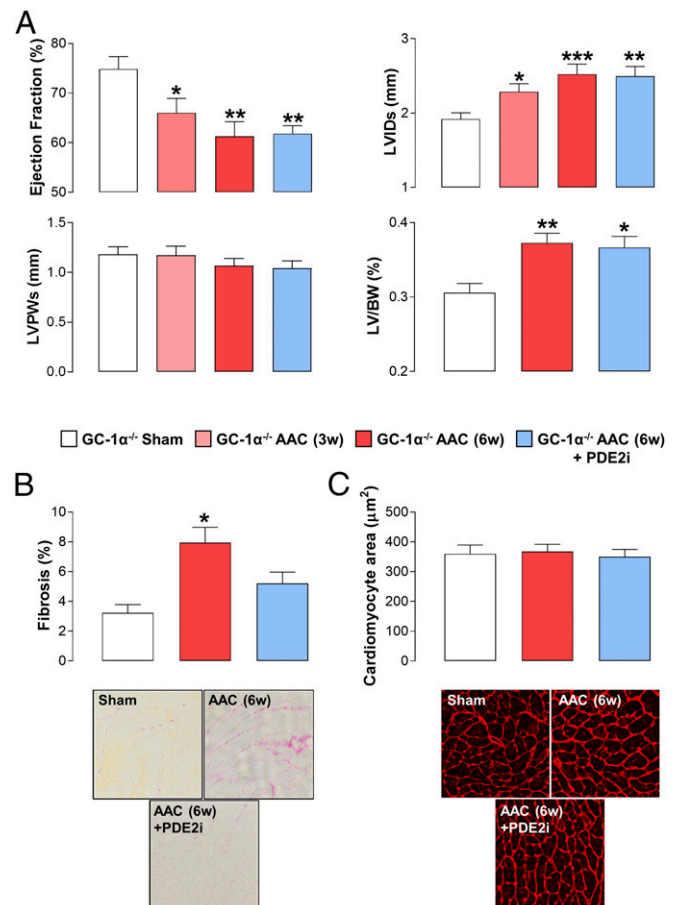 A
Ejection Fraction (%)
80
70
60
50
*
**
**
LVIDs (mm)
3
2
1
*
***
**
LVPWs (mm)
1.5
1.0
0.5
0.0
LV/BW (%)
0.4
0.3
0.2
**
*
GC-1α-/- Sham
GC-1α-/- AAC (3w)
GC-1α-/- AAC (6w)
GC-1α-/- AAC (6w)
+ PDE2i
B
Fibrosis (%)
10
8
6
4
2
0
*
Sham
AAC (6w)
AAC (6w)
+PDE2i
C
Cardiomyocyte area (μm²)
500
400
300
200
100
0
Sham
AAC (6w)
AAC (6w)
+PDE2i